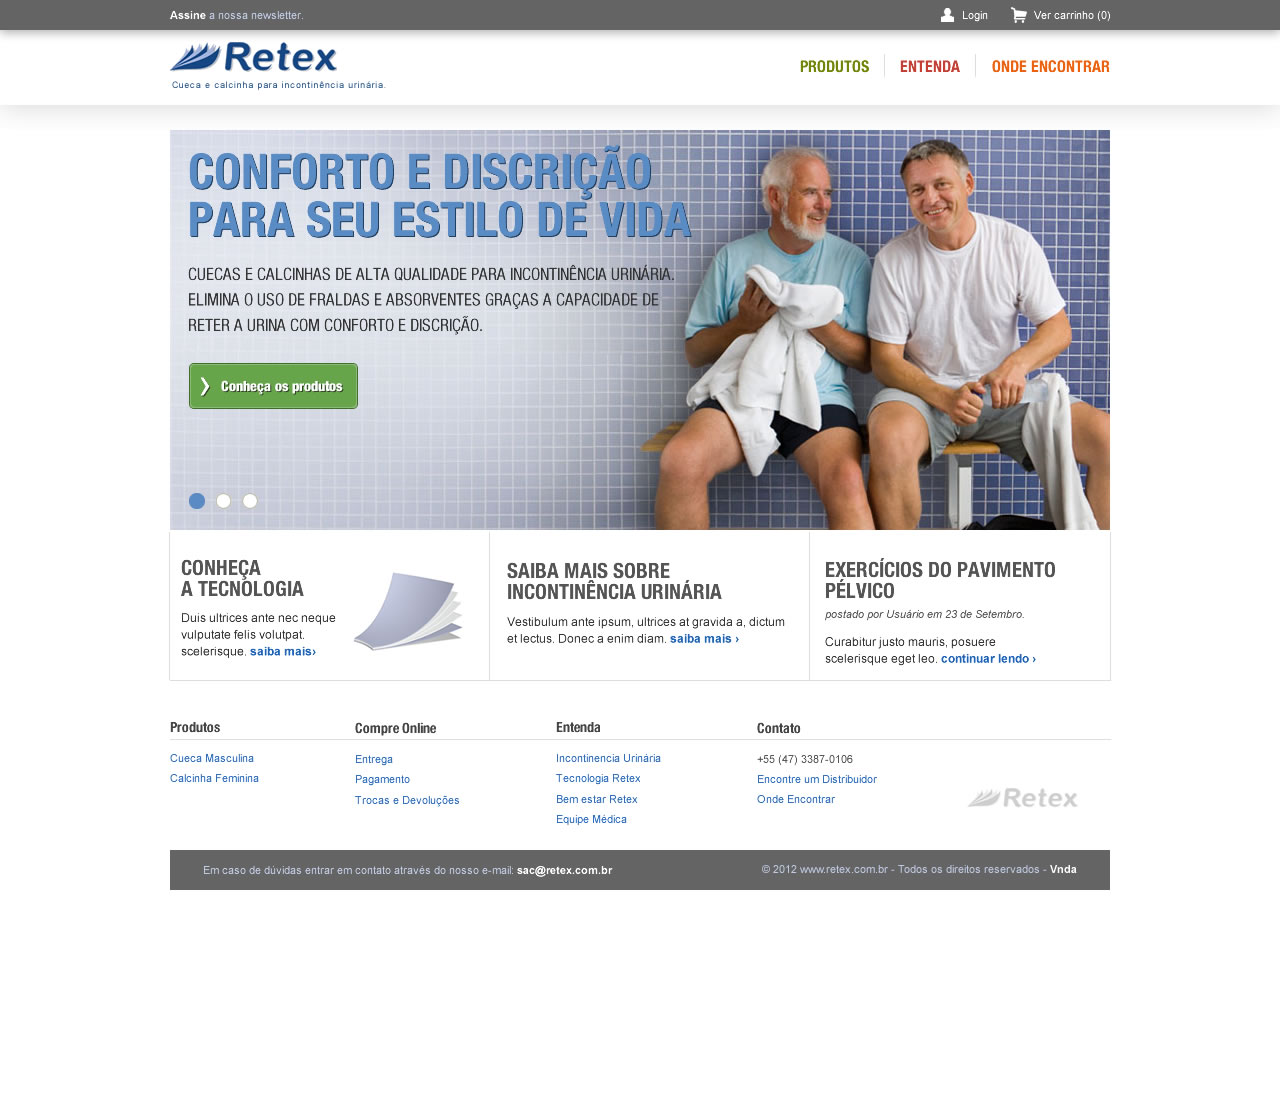 Assine a nossa newsletter.
Login
Ver carrinho (0)
Retex
Cueca e calcinha para incontinência urinária.
PRODUTOS
ENTENDA
ONDE ENCONTRAR
CONFORTO E DISCRIÇÃO
PARA SEU ESTILO DE VIDA
CUECAS E CALCINHAS DE ALTA QUALIDADE PARA INCONTINÊNCIA URINÁRIA.
ELIMINA O USO DE FRALDAS E ABSORVENTES GRAÇAS A CAPACIDADE DE
RETER A URINA COM CONFORTO E DISCRIÇÃO.
Conheça os produtos
CONHEÇA
A TECNOLOGIA
Duis ultrices ante nec neque
vulputate felis volutpat.
scelerisque. saiba mais›
SAIBA MAIS SOBRE
INCONTINÊNCIA URINÁRIA
Vestibulum ante ipsum, ultrices at gravida a, dictum
et lectus. Donec a enim diam. saiba mais ›
EXERCÍCIOS DO PAVIMENTO
PÉLVICO
postado por Usuário em 23 de Setembro.
Curabitur justo mauris, posuere
scelerisque eget leo. continuar lendo ›
Produtos
Cueca Masculina
Calcinha Feminina
Compre Online
Entrega
Pagamento
Trocas e Devoluções
Entenda
Incontinencia Urinária
Tecnologia Retex
Bem estar Retex
Equipe Médica
Contato
+55 (47) 3387-0106
Encontre um Distribuidor
Onde Encontrar
Retex
Em caso de dúvidas entrar em contato através do nosso e-mail: sac@retex.com.br
© 2012 www.retex.com.br - Todos os direitos reservados - Vnda